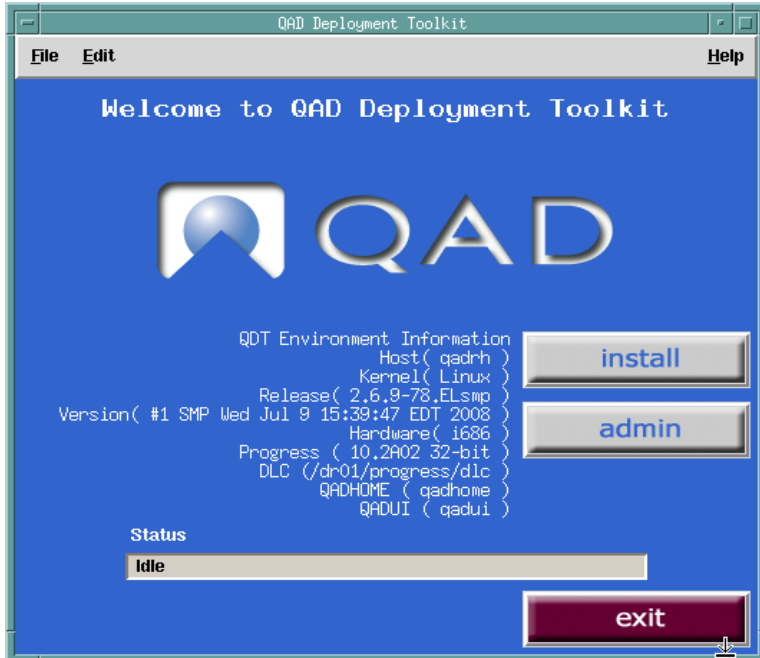 QAD Deployment Toolkit
File Edit Help
Welcome to QAD Deployment Toolkit
QAD
QDT Environment Information
Host( qadrh )
Kernel( Linux )
Release( 2.6.9-78.ELsmp )
Version( #1 SMP Wed Jul 9 15:39:47 EDT 2008 )
Hardware( i686 )
Progress ( 10.2A02 32-bit )
DLC (/dr01/progress/dlc )
QADHOME ( qadhome )
QADUI ( qadui )
install
admin
Status
Idle
exit